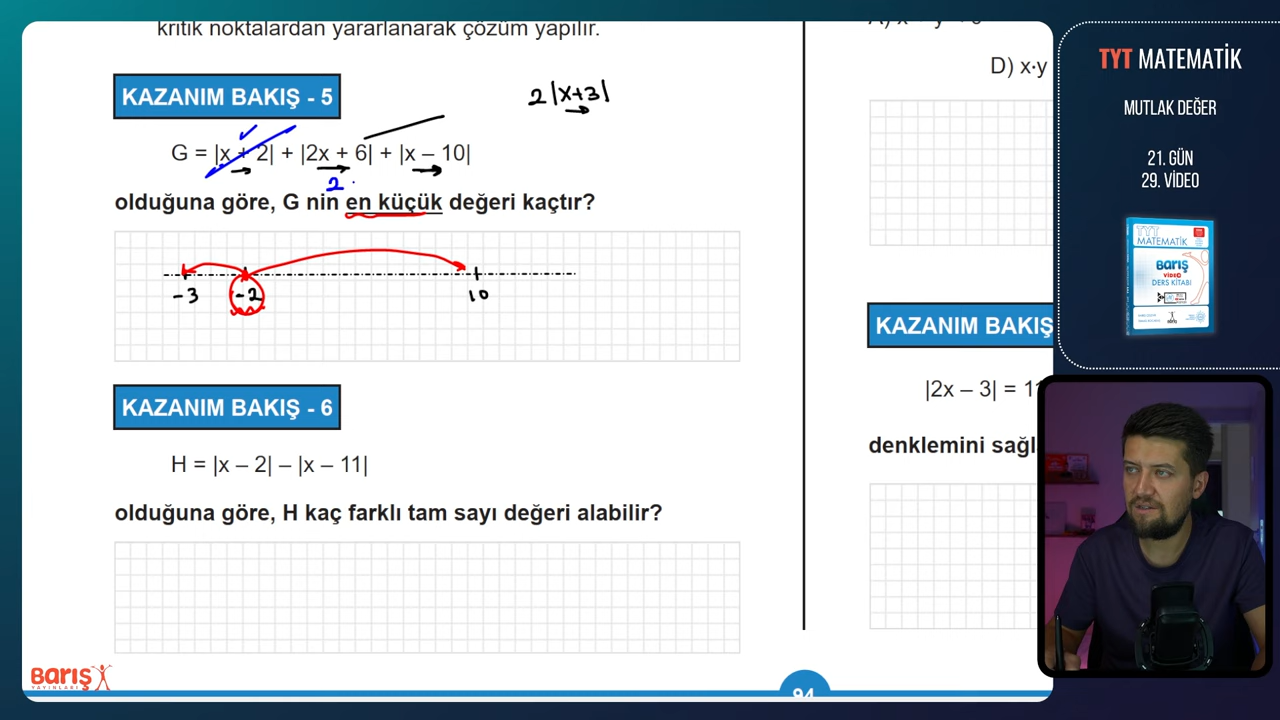 kritik noktalardan yararlanarak çözüm yapılır.
KAZANIM BAKIŞ - 5
2|x+3|
G = |x + 2| + |2x + 6| + |x – 10|
2
olduğuna göre, G nin en küçük değeri kaçtır?
-3 -2 10
KAZANIM BAKIŞ - 6
H = |x – 2| – |x – 11|
olduğuna göre, H kaç farklı tam sayı değeri alabilir?
BARIŞ
YAYINLARI
94
D) x·y
KAZANIM BAKIŞ
|2x – 3| = 11
denklemini sağl
TYT MATEMATİK
MUTLAK DEĞER
21. GÜN
29. VİDEO
TYT
MATEMATİK
BARIŞ
VİDEO
DERS KİTABI